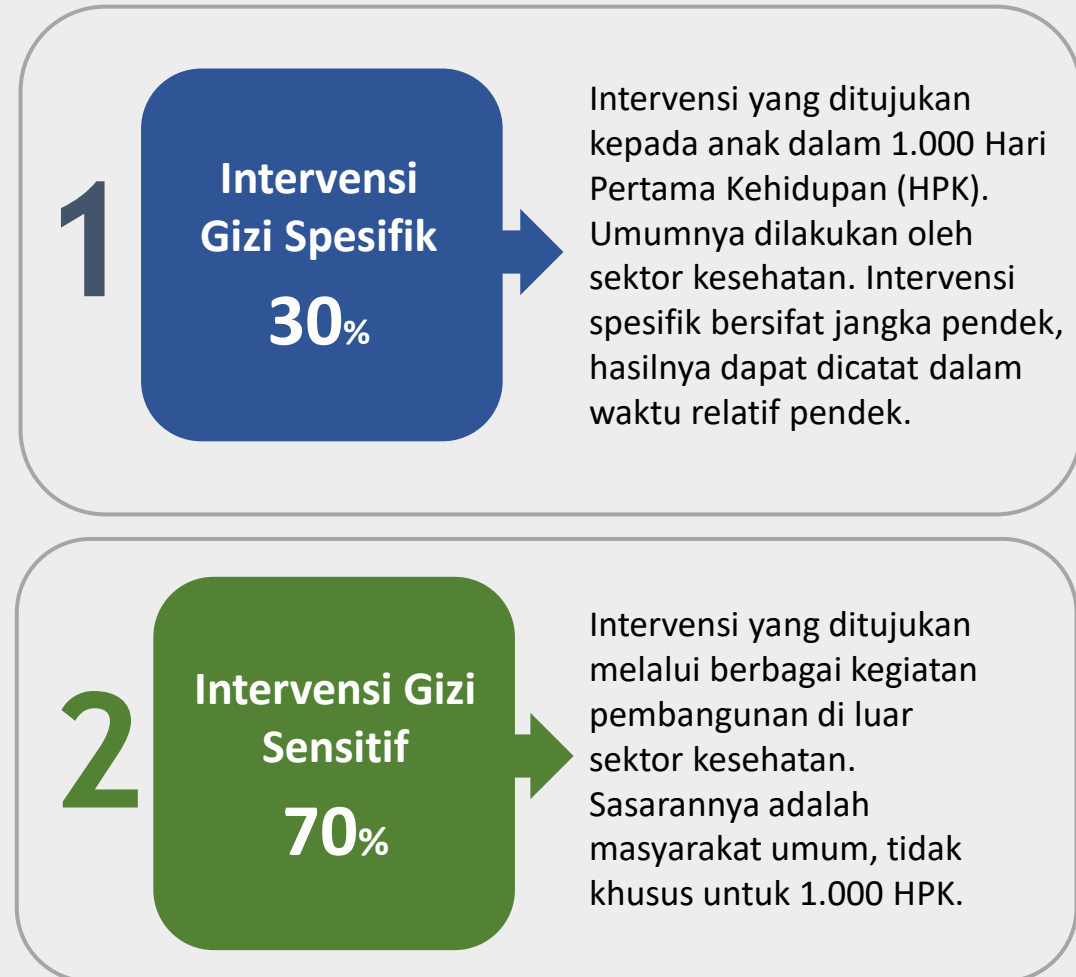 1
Intervensi
Gizi Spesifik
30%
Intervensi yang ditujukan
kepada anak dalam 1.000 Hari
Pertama Kehidupan (HPK).
Umumnya dilakukan oleh
sektor kesehatan. Intervensi
spesifik bersifat jangka pendek,
hasilnya dapat dicatat dalam
waktu relatif pendek.
2
Intervensi Gizi
Sensitif
70%
Intervensi yang ditujukan
melalui berbagai kegiatan
pembangunan di luar
sektor kesehatan.
Sasarannya adalah
masyarakat umum, tidak
khusus untuk 1.000 HPK.